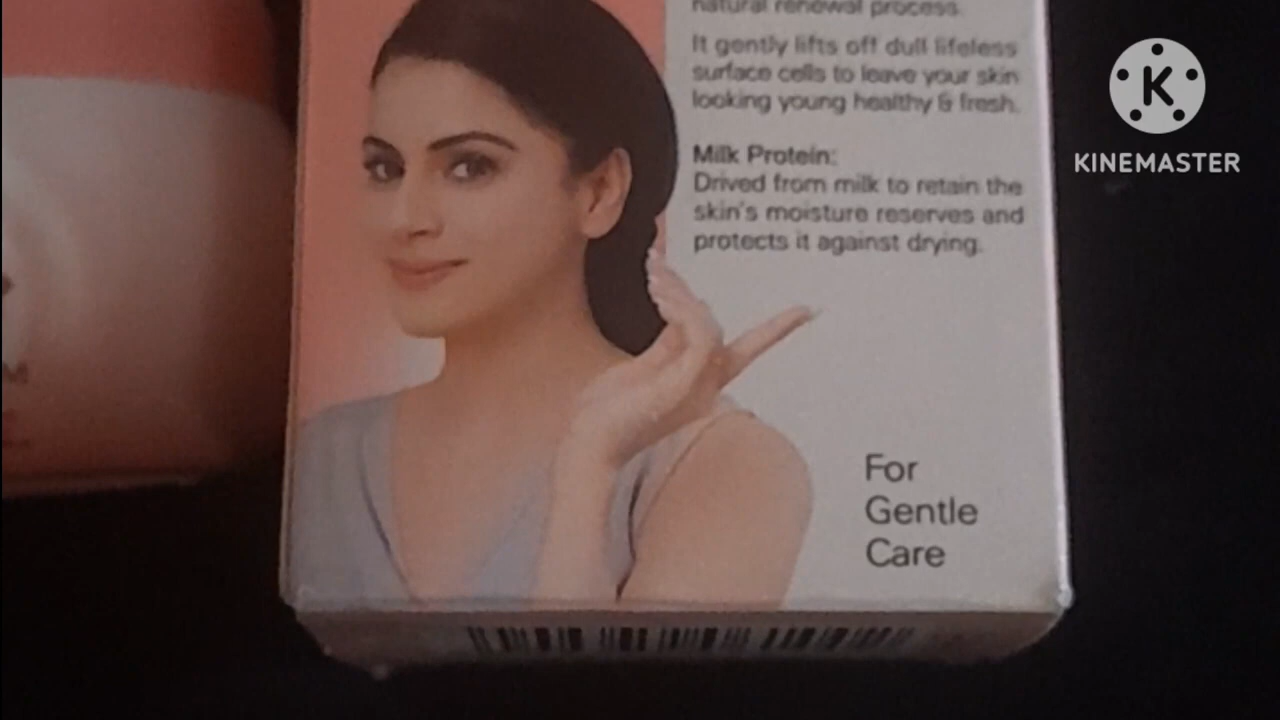 natural renewal process.
It gently lifts off dull lifeless
surface cells to leave your skin
looking young healthy & fresh.
Milk Protein:
Drived from milk to retain the
skin's moisture reserves and
protects it against drying.
For
Gentle
Care
M
K
KINEMASTER